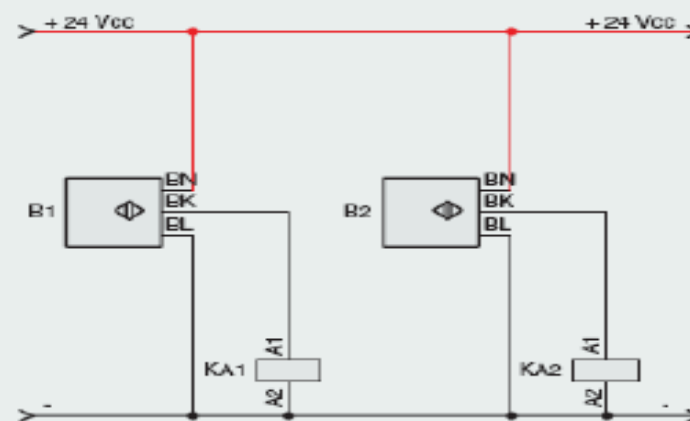 + 24 Vcc + 24 Vcc
BN BN
B1 BK B2 BK
BL BL
A1 A1
KA1 KA2
A2 A2
- -